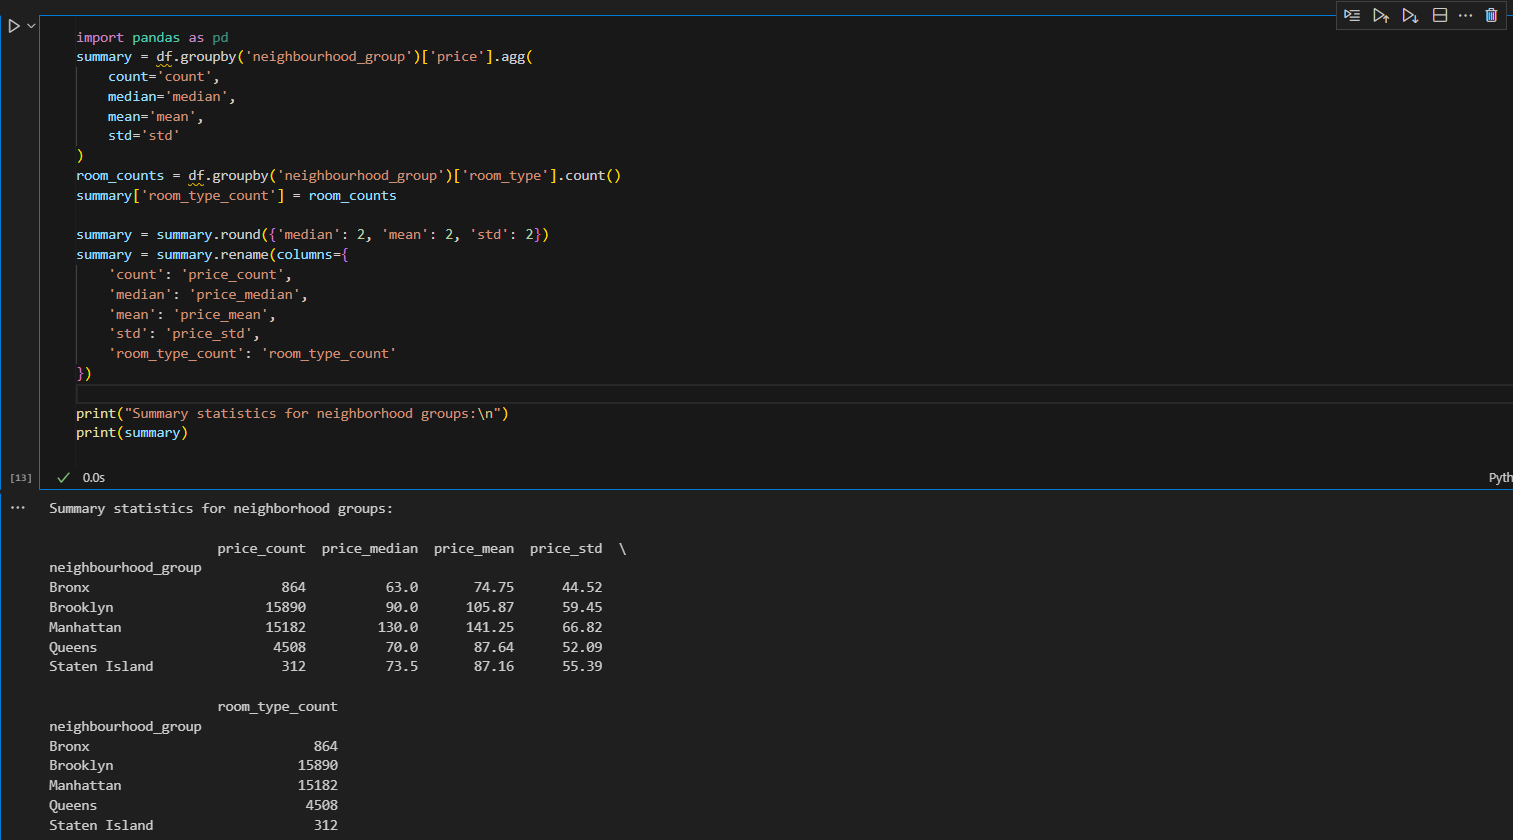 import pandas as pd
summary = df.groupby('neighbourhood_group')['price'].agg(
    count='count',
    median='median',
    mean='mean',
    std='std'
)
room_counts = df.groupby('neighbourhood_group')['room_type'].count()
summary['room_type_count'] = room_counts

summary = summary.round({'median': 2, 'mean': 2, 'std': 2})
summary = summary.rename(columns={
    'count': 'price_count',
    'median': 'price_median',
    'mean': 'price_mean',
    'std': 'price_std',
    'room_type_count': 'room_type_count'
})

print("Summary statistics for neighborhood groups:\n")
print(summary)
[13] 0.0s Pyth
Summary statistics for neighborhood groups:

                     price_count  price_median  price_mean  price_std  \
neighbourhood_group
Bronx                        864          63.0       74.75      44.52
Brooklyn                   15890          90.0      105.87      59.45
Manhattan                  15182         130.0      141.25      66.82
Queens                      4508          70.0       87.64      52.09
Staten Island                312          73.5       87.16      55.39

                     room_type_count
neighbourhood_group
Bronx                            864
Brooklyn                       15890
Manhattan                      15182
Queens                          4508
Staten Island                    312